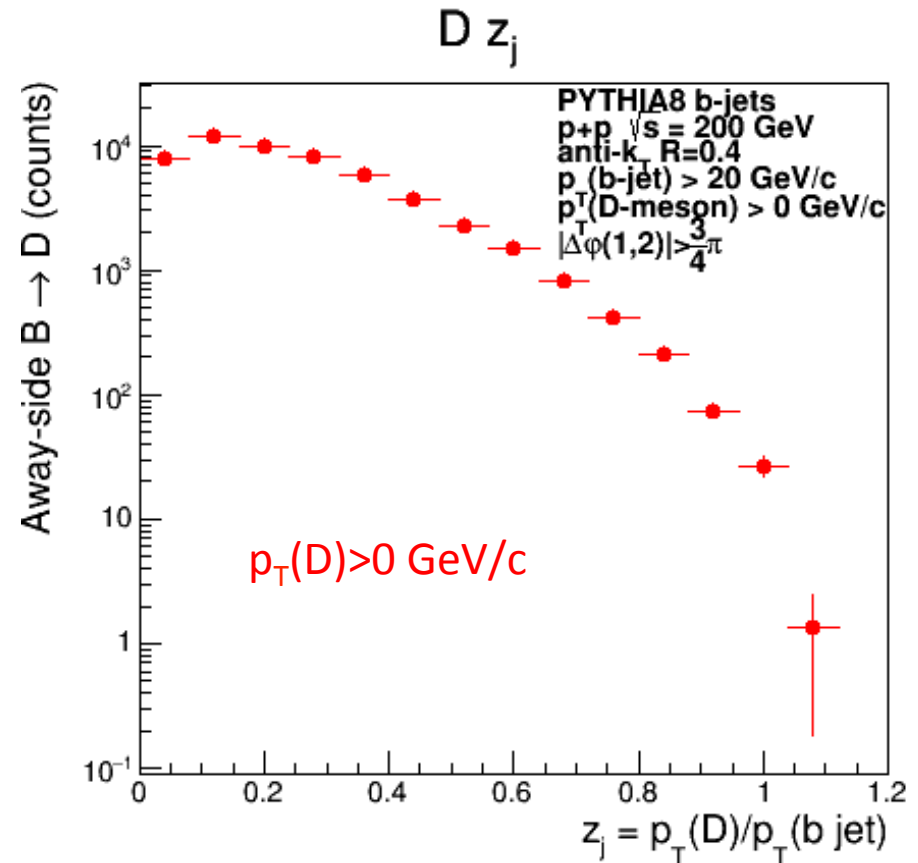 D z_j
PYTHIA8 b-jets
p+p √s = 200 GeV
anti-k_T R=0.4
p_T(b-jet) > 20 GeV/c
p_T(D-meson) > 0 GeV/c
|Δφ(1,2)|>3/4π
Away-side B → D (counts)
10^4
10^3
10^2
10
1
10^−1
p_T(D)>0 GeV/c
0 0.2 0.4 0.6 0.8 1 1.2
z_j = p_T(D)/p_T(b jet)